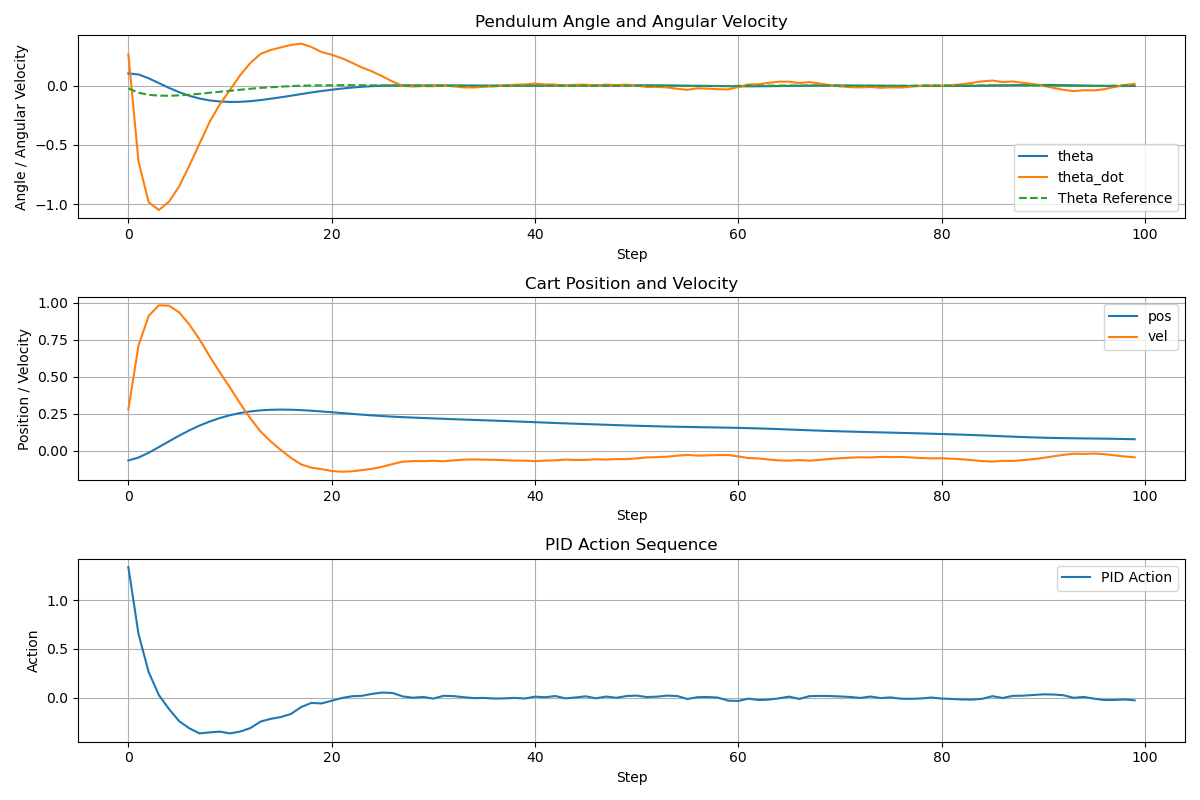 Pendulum Angle and Angular Velocity
Angle / Angular Velocity
0.0
−0.5
−1.0
theta
theta_dot
Theta Reference
0 20 40 60 80 100
Step
Cart Position and Velocity
Position / Velocity
1.00
0.75
0.50
0.25
0.00
pos
vel
0 20 40 60 80 100
Step
PID Action Sequence
Action
1.0
0.5
0.0
PID Action
0 20 40 60 80 100
Step